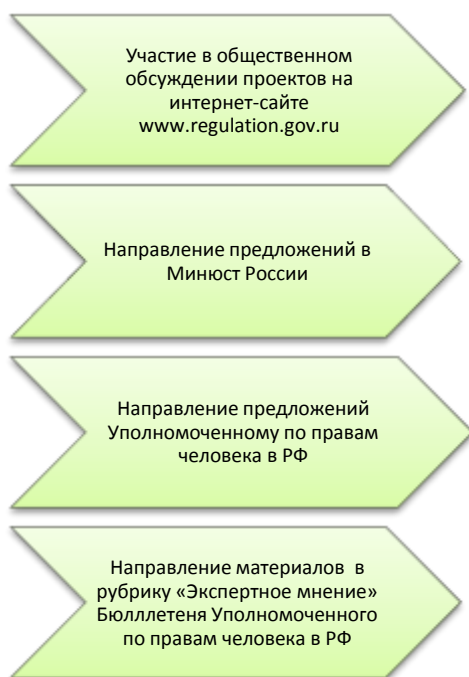 Участие в общественном
обсуждении проектов на
интернет-сайте
www.regulation.gov.ru
Направление предложений в
Минюст России
Направление предложений
Уполномоченному по правам
человека в РФ
Направление материалов в
рубрику «Экспертное мнение»
Бюлллетеня Уполномоченного
по правам человека в РФ